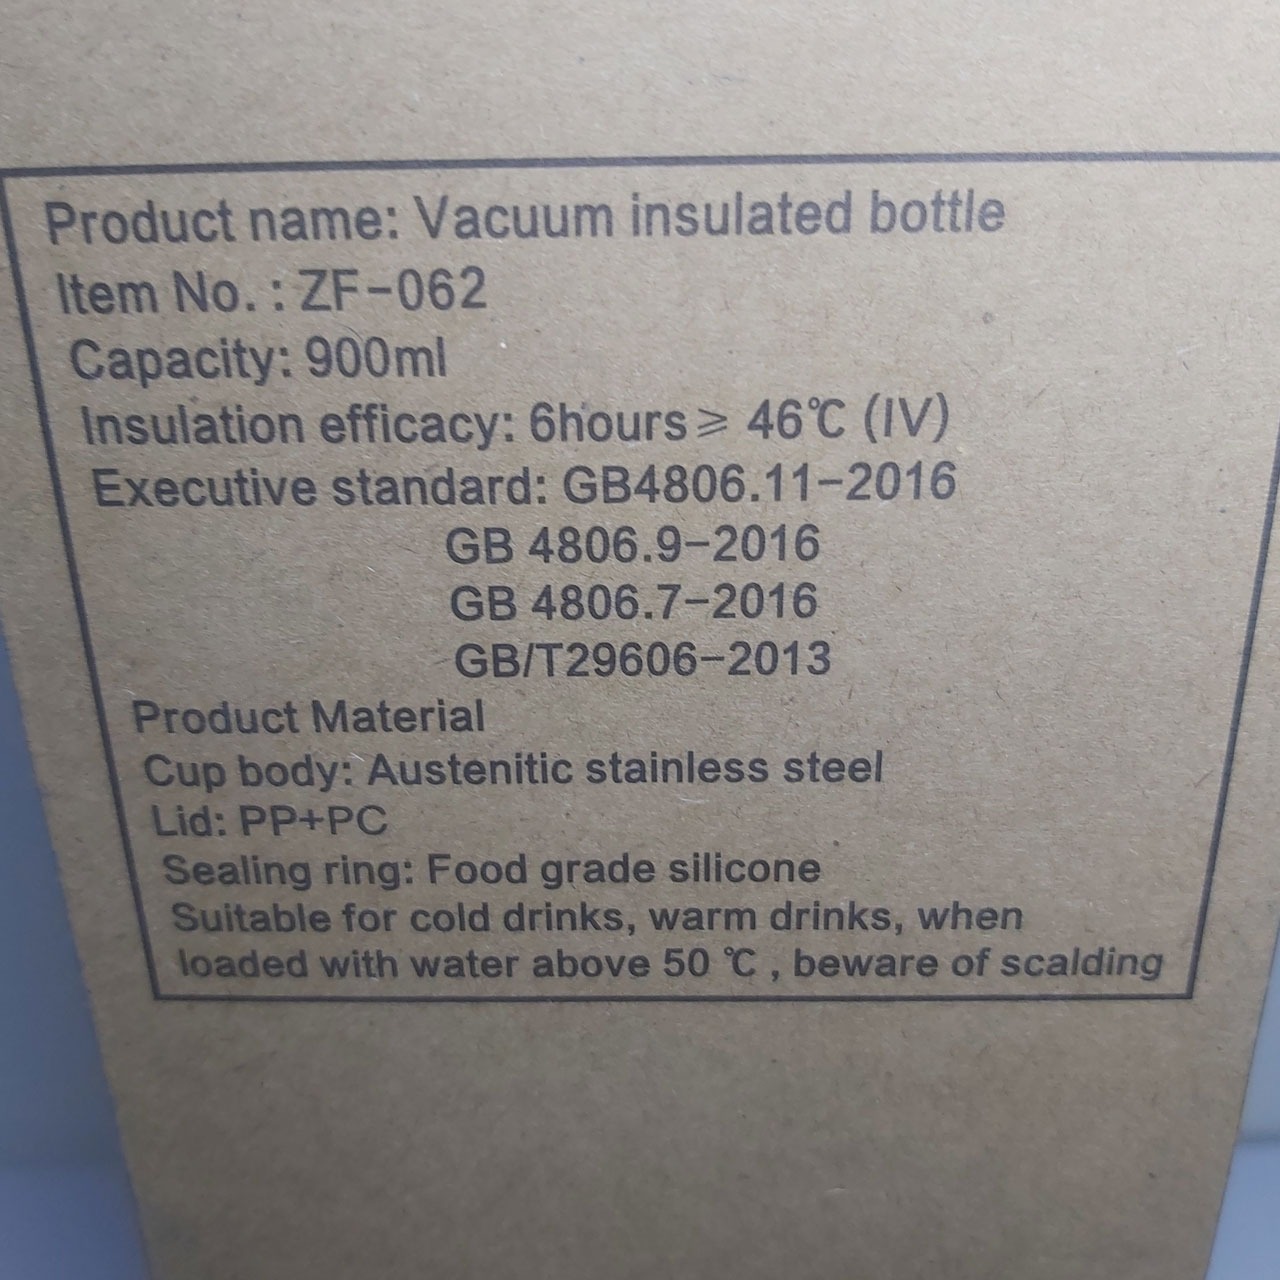 Product name: Vacuum insulated bottle
Item No. : ZF-062
Capacity: 900ml
Insulation efficacy: 6hours ≥ 46℃ (IV)
Executive standard: GB4806.11-2016
GB 4806.9-2016
GB 4806.7-2016
GB/T29606-2013
Product Material
Cup body: Austenitic stainless steel
Lid: PP+PC
Sealing ring: Food grade silicone
Suitable for cold drinks, warm drinks, when
loaded with water above 50 ℃ , beware of scalding